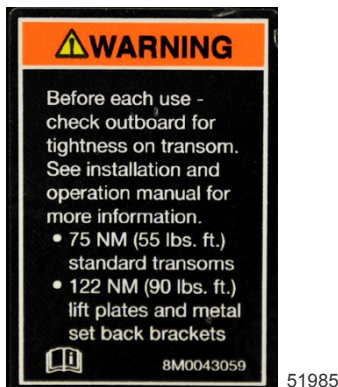 WARNING
Before each use -
check outboard for
tightness on transom.
See installation and
operation manual for
more information.
• 75 NM (55 lbs. ft.)
standard transoms
• 122 NM (90 lbs. ft.)
lift plates and metal
set back brackets
8M0043059
51985